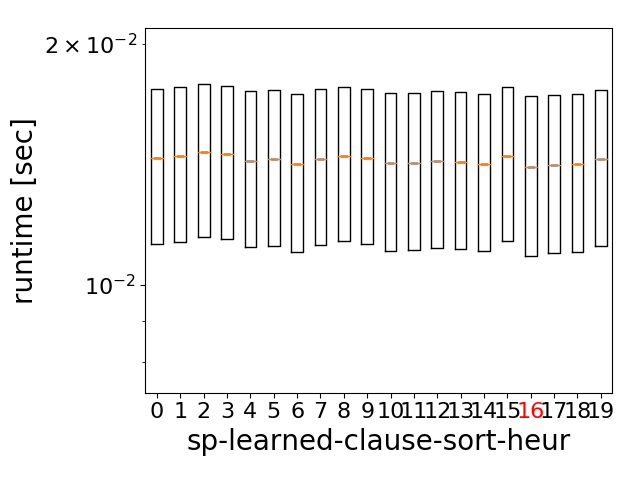 2 × 10⁻²
10⁻²
runtime [sec]
0 1 2 3 4 5 6 7 8 9 10 11 12 13 14 15 16 17 18 19
sp-learned-clause-sort-heur